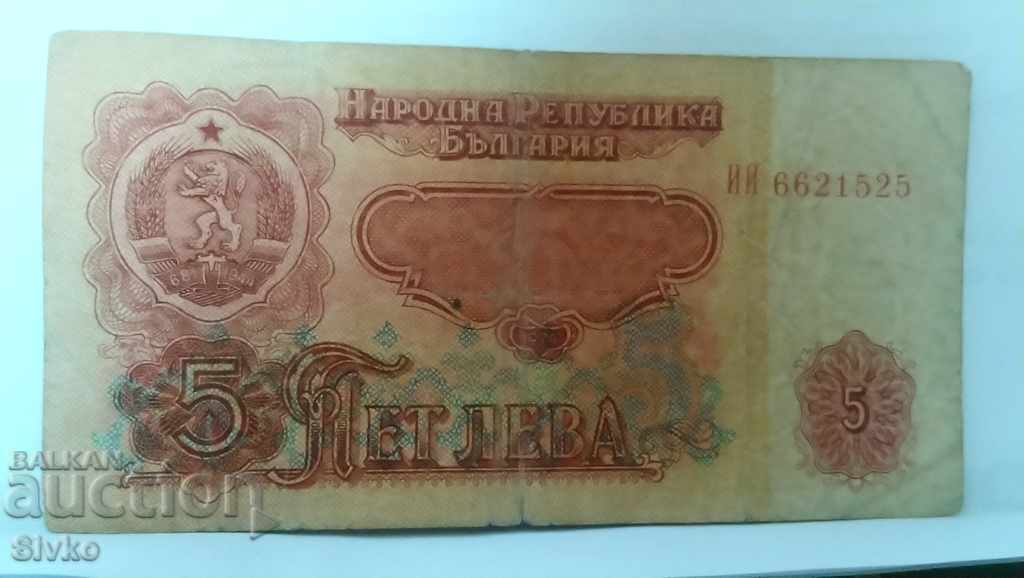 НАРОДНА РЕПУБЛИКА
БЪЛГАРИЯ
ИИ 6621525
5 ПЕТ ЛЕВА
5
BALKAN
auction
Sivko